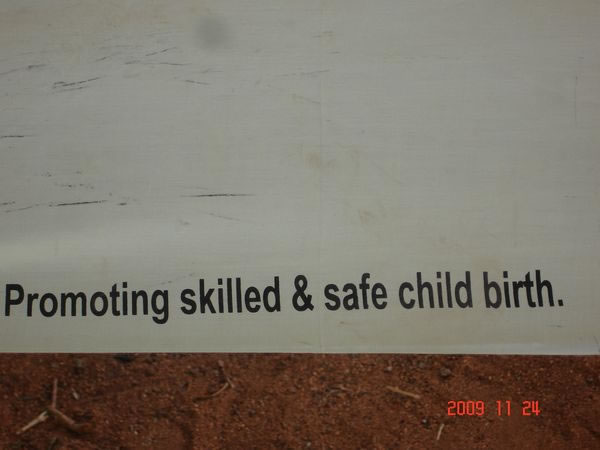 Promoting skilled & safe child birth.
2009 11 24